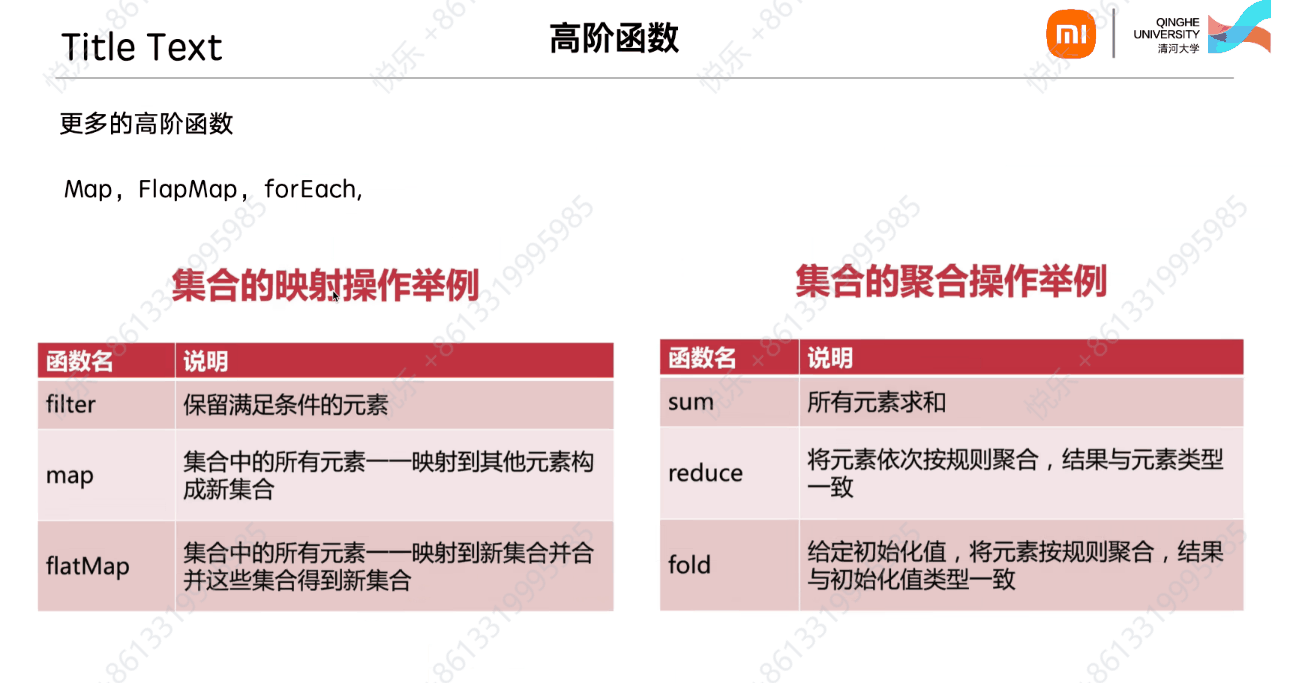 Title Text
高阶函数
mi
QINGHE
UNIVERSITY
清河大学
更多的高阶函数
Map，FlapMap，forEach,
集合的映射操作举例
函数名 说明
filter 保留满足条件的元素
map 集合中的所有元素一一映射到其他元素构
成新集合
flatMap 集合中的所有元素一一映射到新集合并合
并这些集合得到新集合
集合的聚合操作举例
函数名 说明
sum 所有元素求和
reduce 将元素依次按规则聚合，结果与元素类型
一致
fold 给定初始化值，将元素按规则聚合，结果
与初始化值类型一致
悦乐 +8613319995985